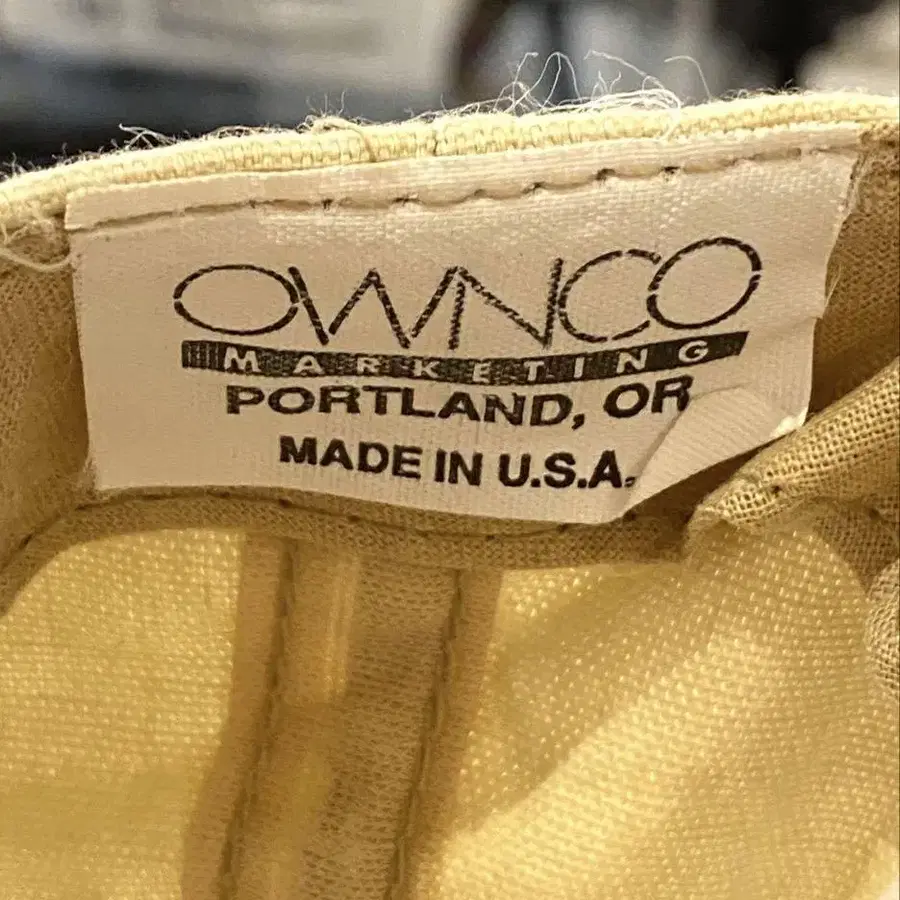 OWNCO
MARKETING
PORTLAND, OR
MADE IN U.S.A.